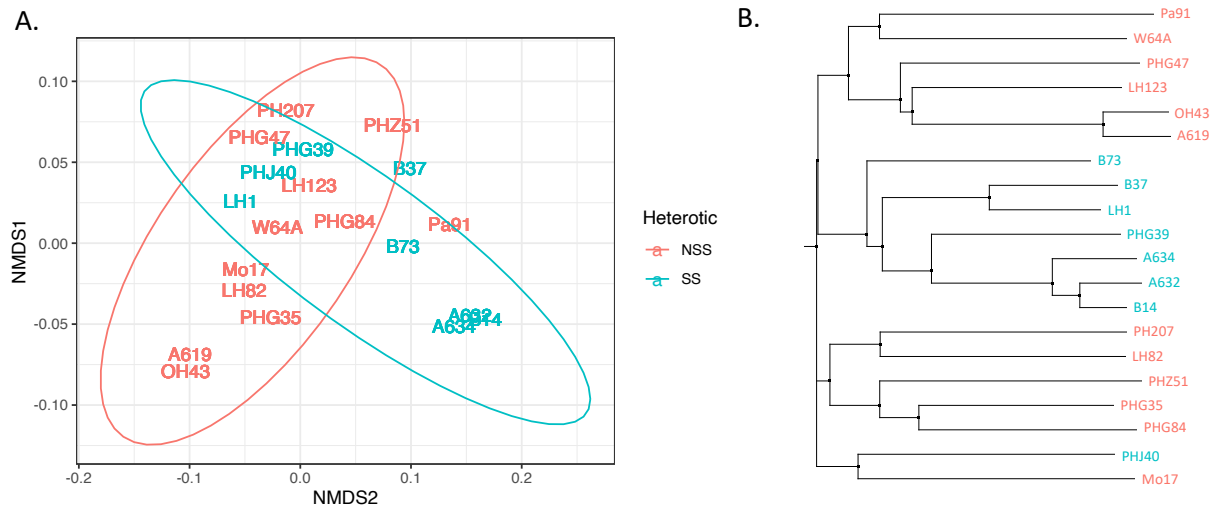 A.
NMDS1
0.10
0.05
0.00
-0.05
-0.10
PH207
PHZ51
PHG47
PHG39
PHJ40
B37
LH123
LH1
W64A
PHG84
Pa91
B73
Mo17
LH82
PHG35
A632
B14
A634
A619
OH43
-0.2
-0.1
0.0
0.1
0.2
NMDS2
Heterotic
a NSS
a SS
B.
Pa91
W64A
PHG47
LH123
OH43
A619
B73
B37
LH1
PHG39
A634
A632
B14
PH207
LH82
PHZ51
PHG35
PHG84
PHJ40
Mo17